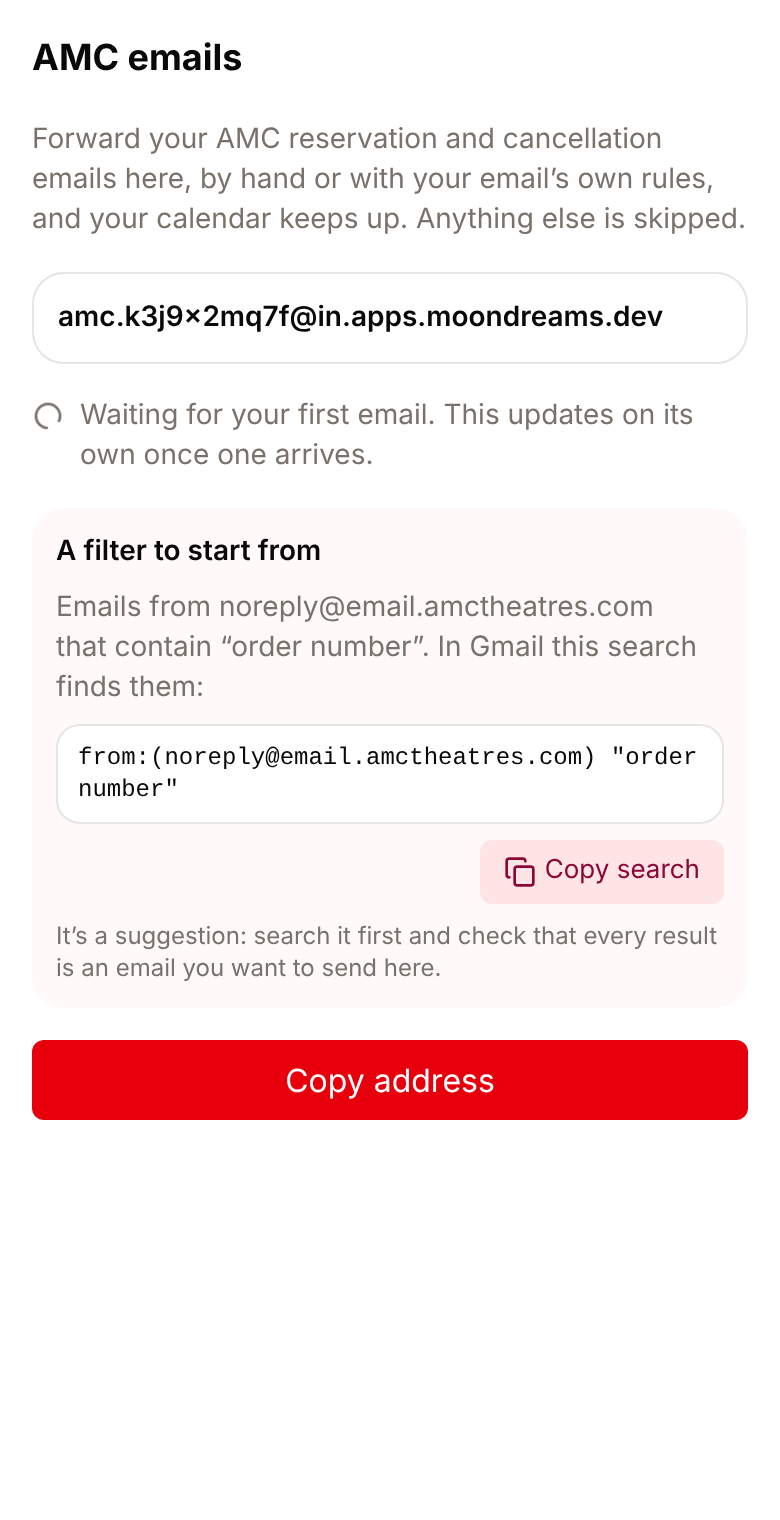 AMC emails
Forward your AMC reservation and cancellation
emails here, by hand or with your email’s own rules,
and your calendar keeps up. Anything else is skipped.
amc.k3j9×2mq7f@in.apps.moondreams.dev
Waiting for your first email. This updates on its
own once one arrives.
A filter to start from
Emails from noreply@email.amctheatres.com
that contain “order number”. In Gmail this search
finds them:
from:(noreply@email.amctheatres.com) "order
number"
Copy search
It’s a suggestion: search it first and check that every result
is an email you want to send here.
Copy address